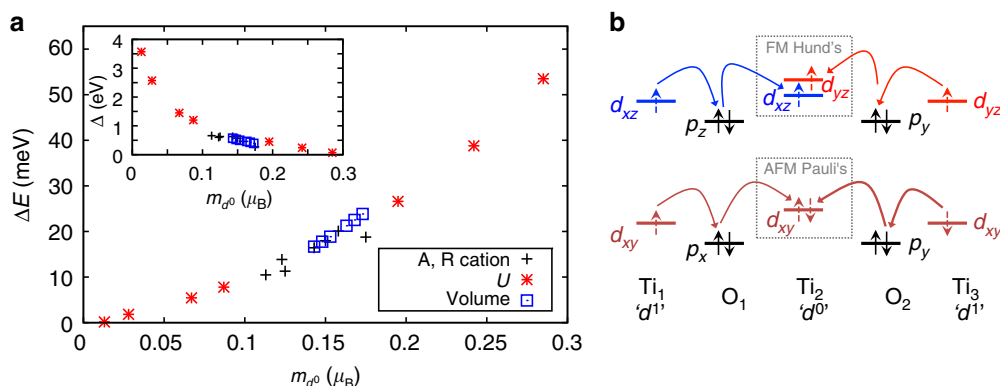 a
60
50
40
30
20
10
0
ΔE (meV)
0
0.05
0.1
0.15
0.2
0.25
0.3
m_d⁰ (μ_B)
4
3
2
1
0
Δ (eV)
0
0.1
0.2
0.3
m_d⁰ (μ_B)
A, R cation
U
Volume
b
FM Hund's
d_xz
p_z
d_xz
d_yz
p_y
d_yz
AFM Pauli's
d_xy
p_x
d_xy
p_y
d_xy
Ti₁ O₁ Ti₂ O₂ Ti₃
‘d1’ ‘d⁰’ ‘d1’